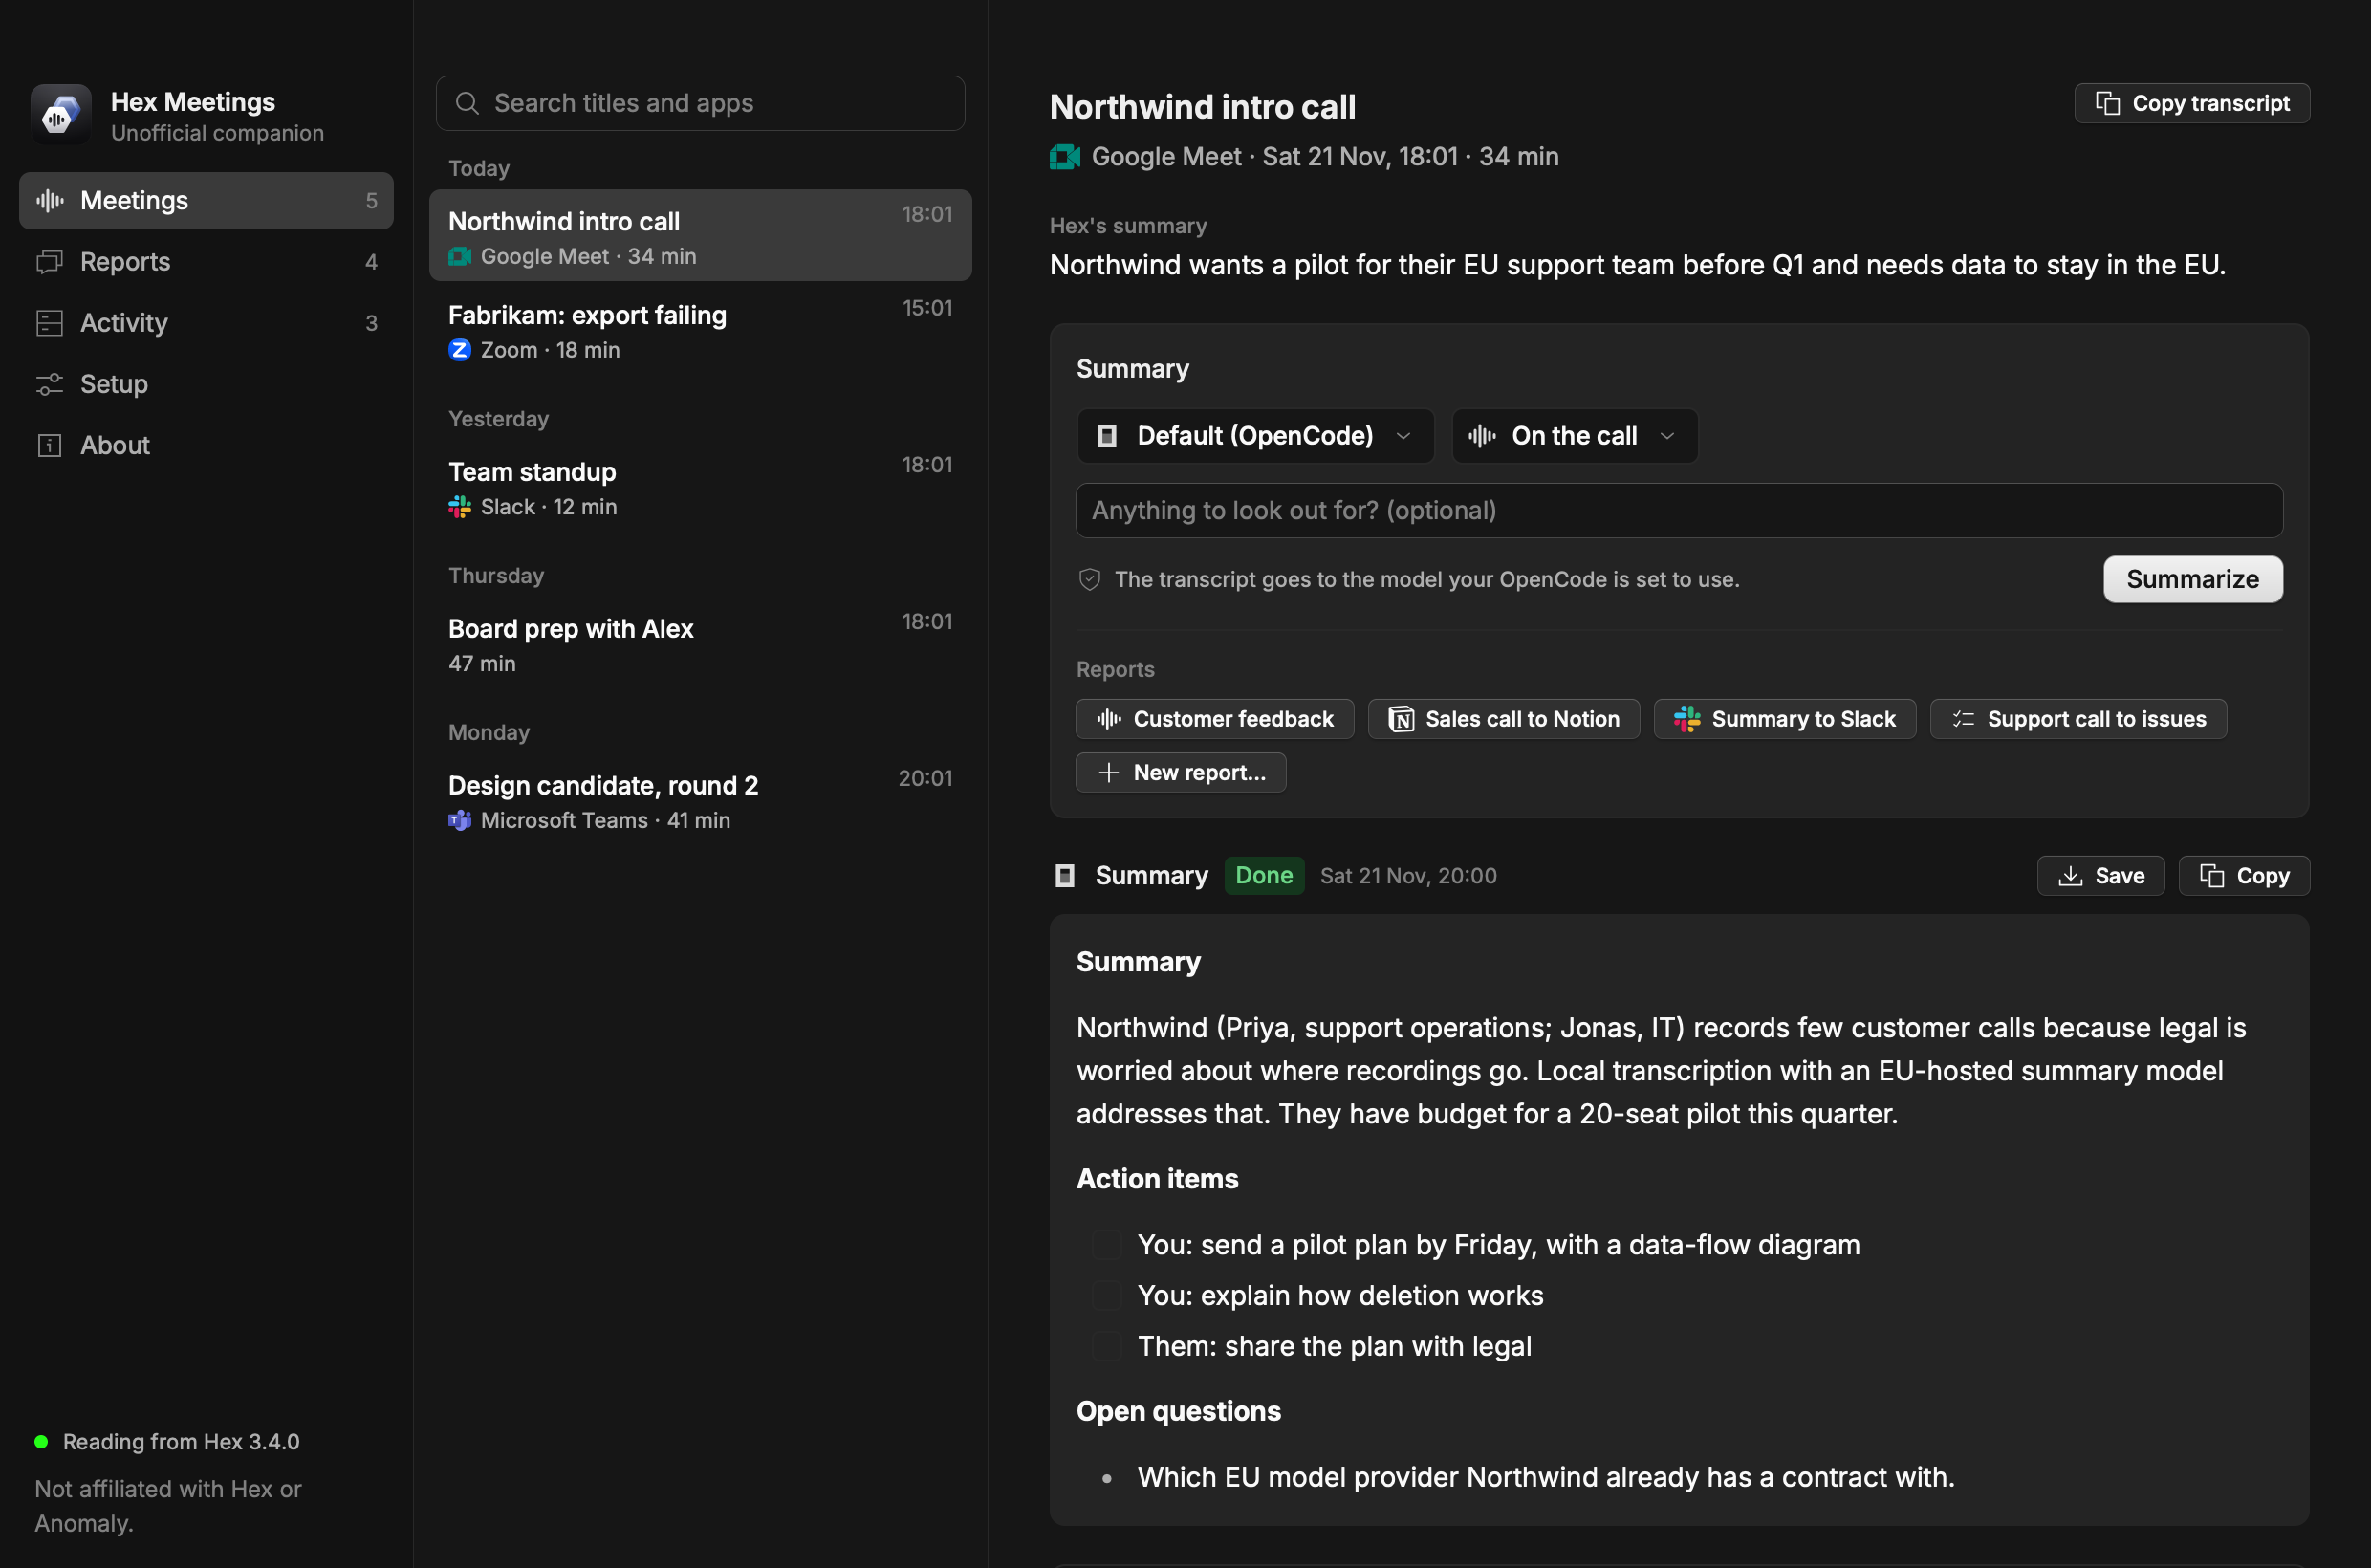 Hex Meetings
Unofficial companion
Meetings 5
Reports 4
Activity 3
Setup
About
Reading from Hex 3.4.0
Not affiliated with Hex or
Anomaly.
Search titles and apps
Today
Northwind intro call 18:01
Google Meet · 34 min
Fabrikam: export failing 15:01
Zoom · 18 min
Yesterday
Team standup 18:01
Slack · 12 min
Thursday
Board prep with Alex 18:01
47 min
Monday
Design candidate, round 2 20:01
Microsoft Teams · 41 min
Northwind intro call
Copy transcript
Google Meet · Sat 21 Nov, 18:01 · 34 min
Hex's summary
Northwind wants a pilot for their EU support team before Q1 and needs data to stay in the EU.
Summary
Default (OpenCode) On the call
Anything to look out for? (optional)
The transcript goes to the model your OpenCode is set to use.
Summarize
Reports
Customer feedback Sales call to Notion Summary to Slack Support call to issues
New report...
Summary Done Sat 21 Nov, 20:00 Save Copy
Summary
Northwind (Priya, support operations; Jonas, IT) records few customer calls because legal is
worried about where recordings go. Local transcription with an EU-hosted summary model
addresses that. They have budget for a 20-seat pilot this quarter.
Action items
You: send a pilot plan by Friday, with a data-flow diagram
You: explain how deletion works
Them: share the plan with legal
Open questions
• Which EU model provider Northwind already has a contract with.